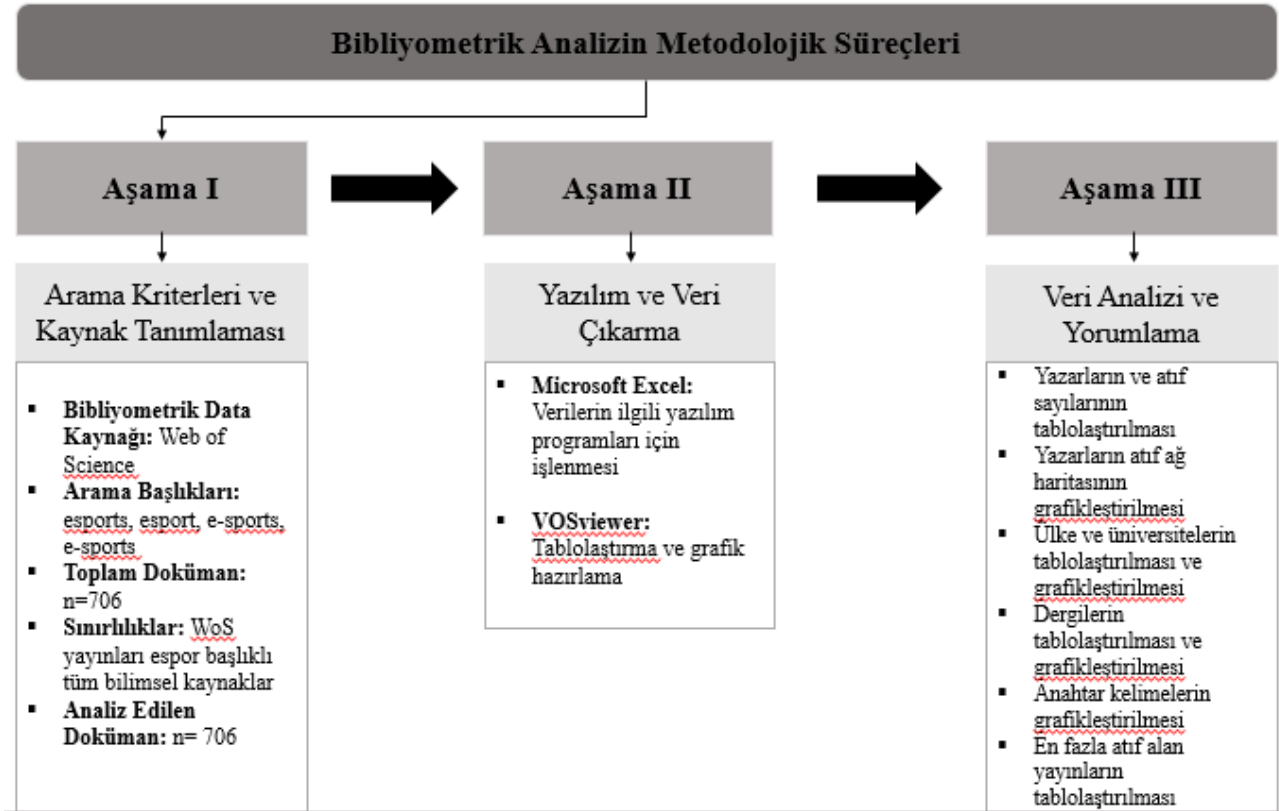 Bibliyometrik Analizin Metodolojik Süreçleri
Aşama I
Arama Kriterleri ve
Kaynak Tanımlaması
▪ Bibliyometrik Data
Kaynağı: Web of
Science
▪ Arama Başlıkları:
esports, esport, e-sports,
e-sports
▪ Toplam Doküman:
n=706
▪ Sınırlılıklar: WoS
yayınları espor başlıklı
tüm bilimsel kaynaklar
▪ Analiz Edilen
Doküman: n= 706
Aşama II
Yazılım ve Veri
Çıkarma
▪ Microsoft Excel:
Verilerin ilgili yazılım
programları için
işlenmesi
▪ VOSviewer:
Tablolaştırma ve grafik
hazırlama
Aşama III
Veri Analizi ve
Yorumlama
▪ Yazarların ve atıf
sayılarının
tablolaştırılması
▪ Yazarların atıf ağ
haritasının
grafikleştirilmesi
▪ Ülke ve üniversitelerin
tablolaştırılması ve
grafikleştirilmesi
▪ Dergilerin
tablolaştırılması ve
grafikleştirilmesi
▪ Anahtar kelimelerin
grafikleştirilmesi
▪ En fazla atıf alan
yayınların
tablolaştırılması